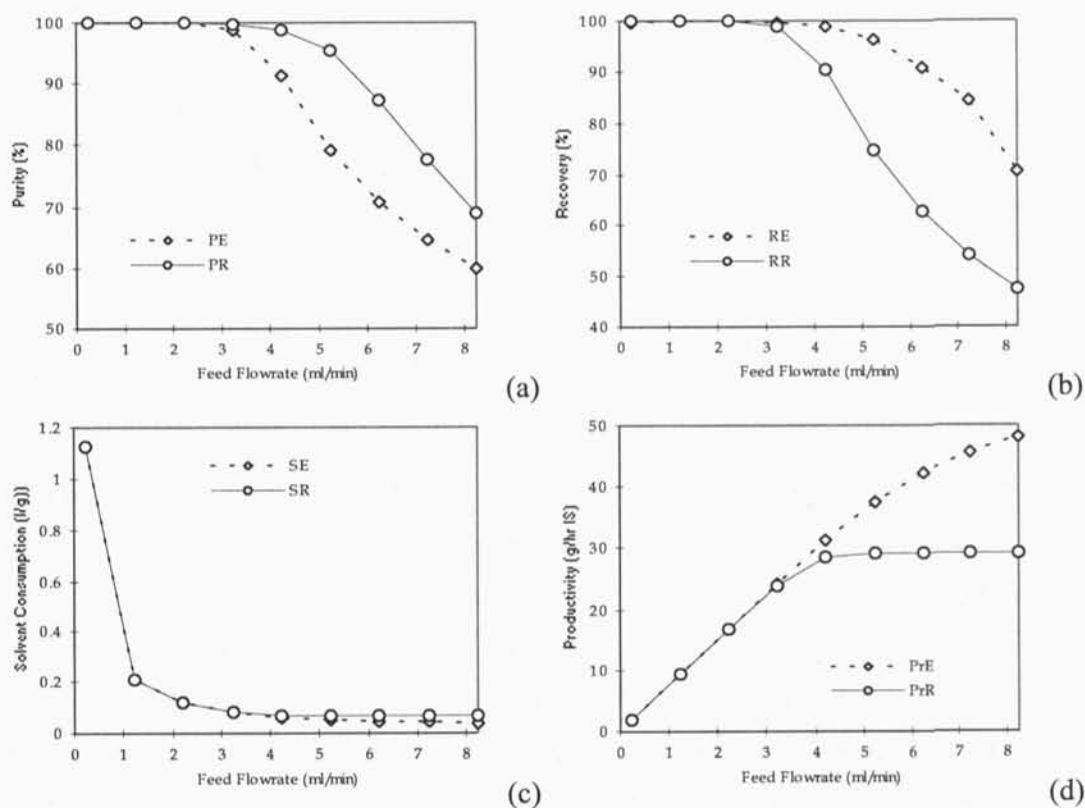 100
90
80
70
60
50
Purity (%)
PE
PR
0 1 2 3 4 5 6 7 8
Feed Flowrate (ml/min)
(a)
100
90
80
70
60
50
40
Recovery (%)
RE
RR
0 1 2 3 4 5 6 7 8
Feed Flowrate (ml/min)
(b)
1.2
1
0.8
0.6
0.4
0.2
0
Solvent Consumption (l/g))
SE
SR
0 1 2 3 4 5 6 7 8
Feed Flowrate (ml/min)
(c)
50
40
30
20
10
0
Productivity (g/hr lS)
PrE
PrR
0 1 2 3 4 5 6 7 8
Feed Flowrate (ml/min)
(d)